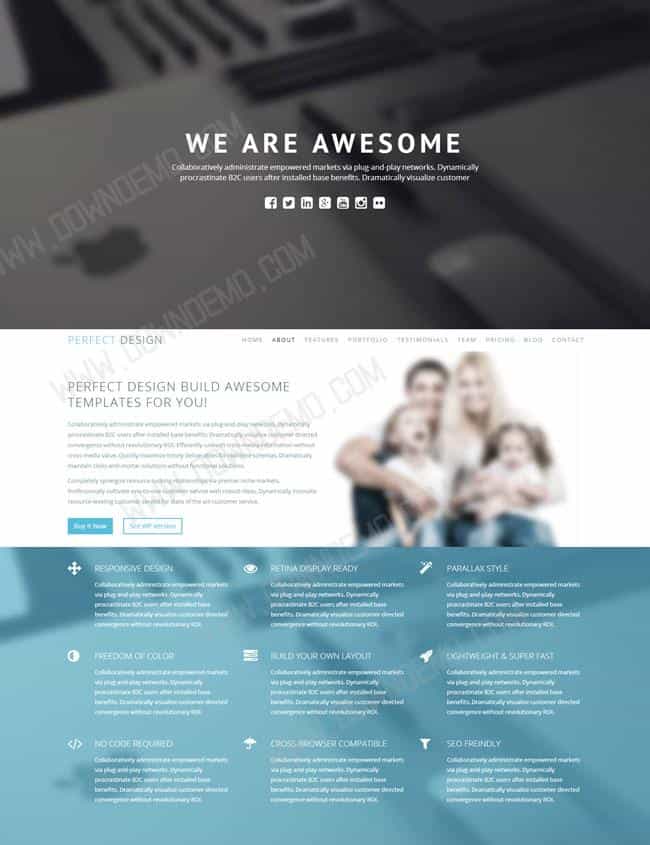 WE ARE AWESOME
Collaboratively administrate empowered markets via plug-and-play networks. Dynamically
procrastinate B2C users after installed base benefits. Dramatically visualize customer
WWW.DOWNDEMO.COM
WWW.DOWNDEMO.COM
PERFECT DESIGN
HOME ABOUT FEATURES PORTFOLIO TESTIMONIALS TEAM PRICING BLOG CONTACT
WWW.DOWNDEMO.COM
PERFECT DESIGN BUILD AWESOME
TEMPLATES FOR YOU!
Collaboratively administrate empowered markets via plug-and-play networks. Dynamically
procrastinate B2C users after installed base benefits. Dramatically visualize customer directed
convergence without revolutionary ROI. Efficiently unleash cross-media information without
cross-media value. Quickly maximize timely deliverables for real-time schemas. Dramatically
maintain clicks-and-mortar solutions without functional solutions.
Completely synergize resource sucking relationships via premier niche markets.
Professionally cultivate one-to-one customer service with robust ideas. Dynamically innovate
resource-leveling customer service for state of the art customer service.
Buy It Now
See WP version
RESPONSIVE DESIGN
Collaboratively administrate empowered markets
via plug-and-play networks. Dynamically
procrastinate B2C users after installed base
benefits. Dramatically visualize customer directed
convergence without revolutionary ROI.
RETINA DISPLAY READY
Collaboratively administrate empowered markets
via plug-and-play networks. Dynamically
procrastinate B2C users after installed base
benefits. Dramatically visualize customer directed
convergence without revolutionary ROI.
PARALLAX STYLE
Collaboratively administrate empowered markets
via plug-and-play networks. Dynamically
procrastinate B2C users after installed base
benefits. Dramatically visualize customer directed
convergence without revolutionary ROI.
FREEDOM OF COLOR
Collaboratively administrate empowered markets
via plug-and-play networks. Dynamically
procrastinate B2C users after installed base
benefits. Dramatically visualize customer directed
convergence without revolutionary ROI.
BUILD YOUR OWN LAYOUT
Collaboratively administrate empowered markets
via plug-and-play networks. Dynamically
procrastinate B2C users after installed base
benefits. Dramatically visualize customer directed
convergence without revolutionary ROI.
LIGHTWEIGHT & SUPER FAST
Collaboratively administrate empowered markets
via plug-and-play networks. Dynamically
procrastinate B2C users after installed base
benefits. Dramatically visualize customer directed
convergence without revolutionary ROI.
NO CODE REQUIRED
Collaboratively administrate empowered markets
via plug-and-play networks. Dynamically
procrastinate B2C users after installed base
benefits. Dramatically visualize customer directed
convergence without revolutionary ROI.
CROSS BROWSER COMPATIBLE
Collaboratively administrate empowered markets
via plug-and-play networks. Dynamically
procrastinate B2C users after installed base
benefits. Dramatically visualize customer directed
convergence without revolutionary ROI.
SEO FREINDLY
Collaboratively administrate empowered markets
via plug-and-play networks. Dynamically
procrastinate B2C users after installed base
benefits. Dramatically visualize customer directed
convergence without revolutionary ROI.